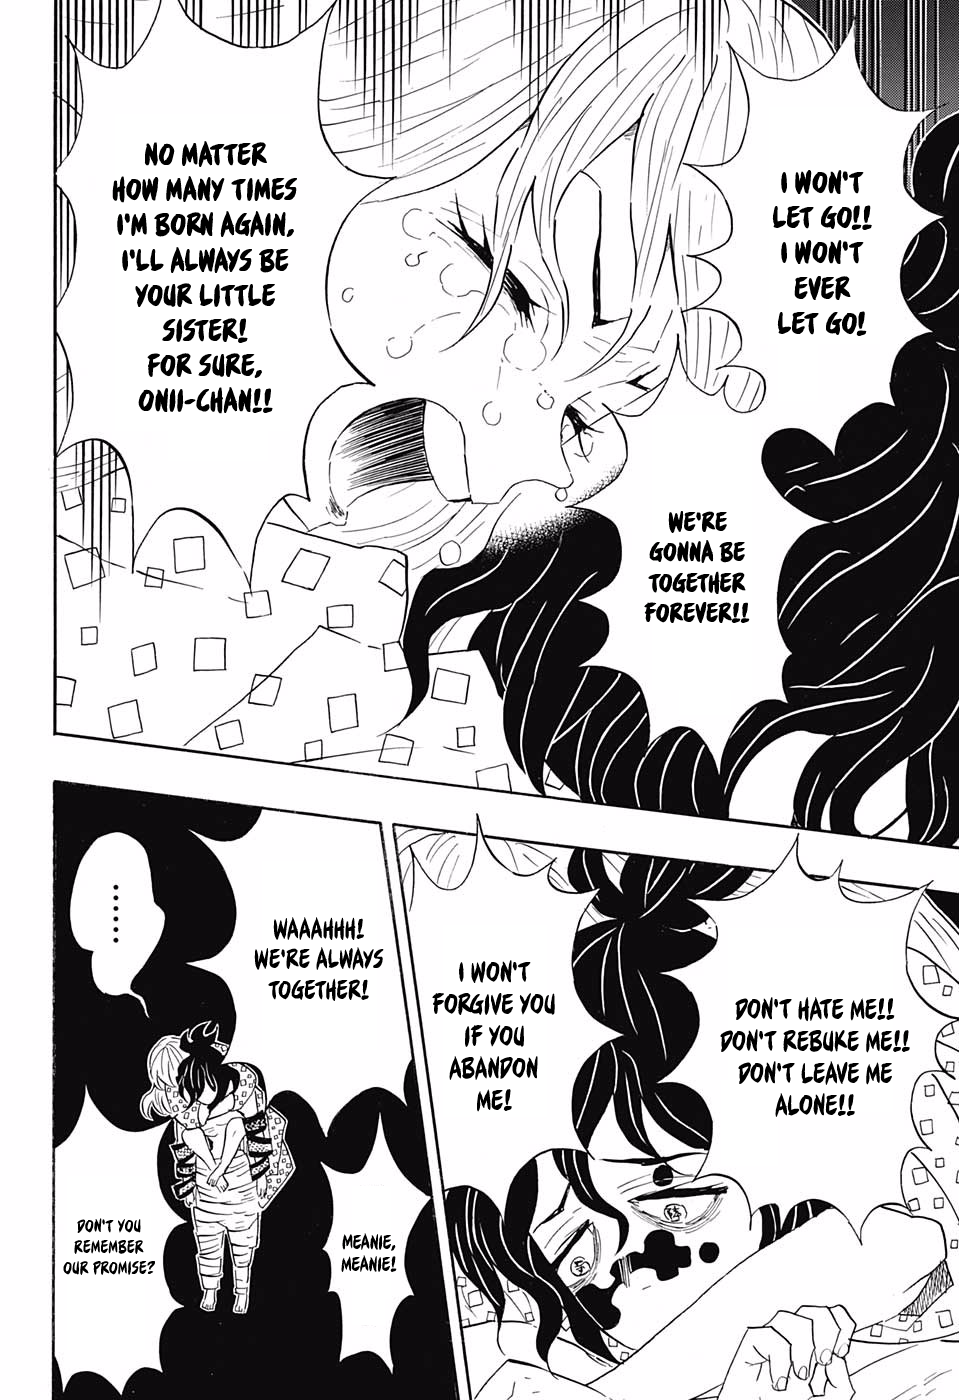 I WON'T
LET GO!!
I WON'T
EVER
LET GO!
WE'RE
GONNA BE
TOGETHER
FOREVER!!
NO MATTER
HOW MANY TIMES
I'M BORN AGAIN,
I'LL ALWAYS BE
YOUR LITTLE
SISTER!
FOR SURE,
ONII-CHAN!!
DON'T HATE ME!!
DON'T REBUKE ME!!
DON'T LEAVE ME
ALONE!!
I WON'T
FORGIVE YOU
IF YOU
ABANDON
ME!
WAAAHHH!
WE'RE ALWAYS
TOGETHER!
MEANIE,
MEANIE!
......
DON'T YOU
REMEMBER
OUR PROMISE?